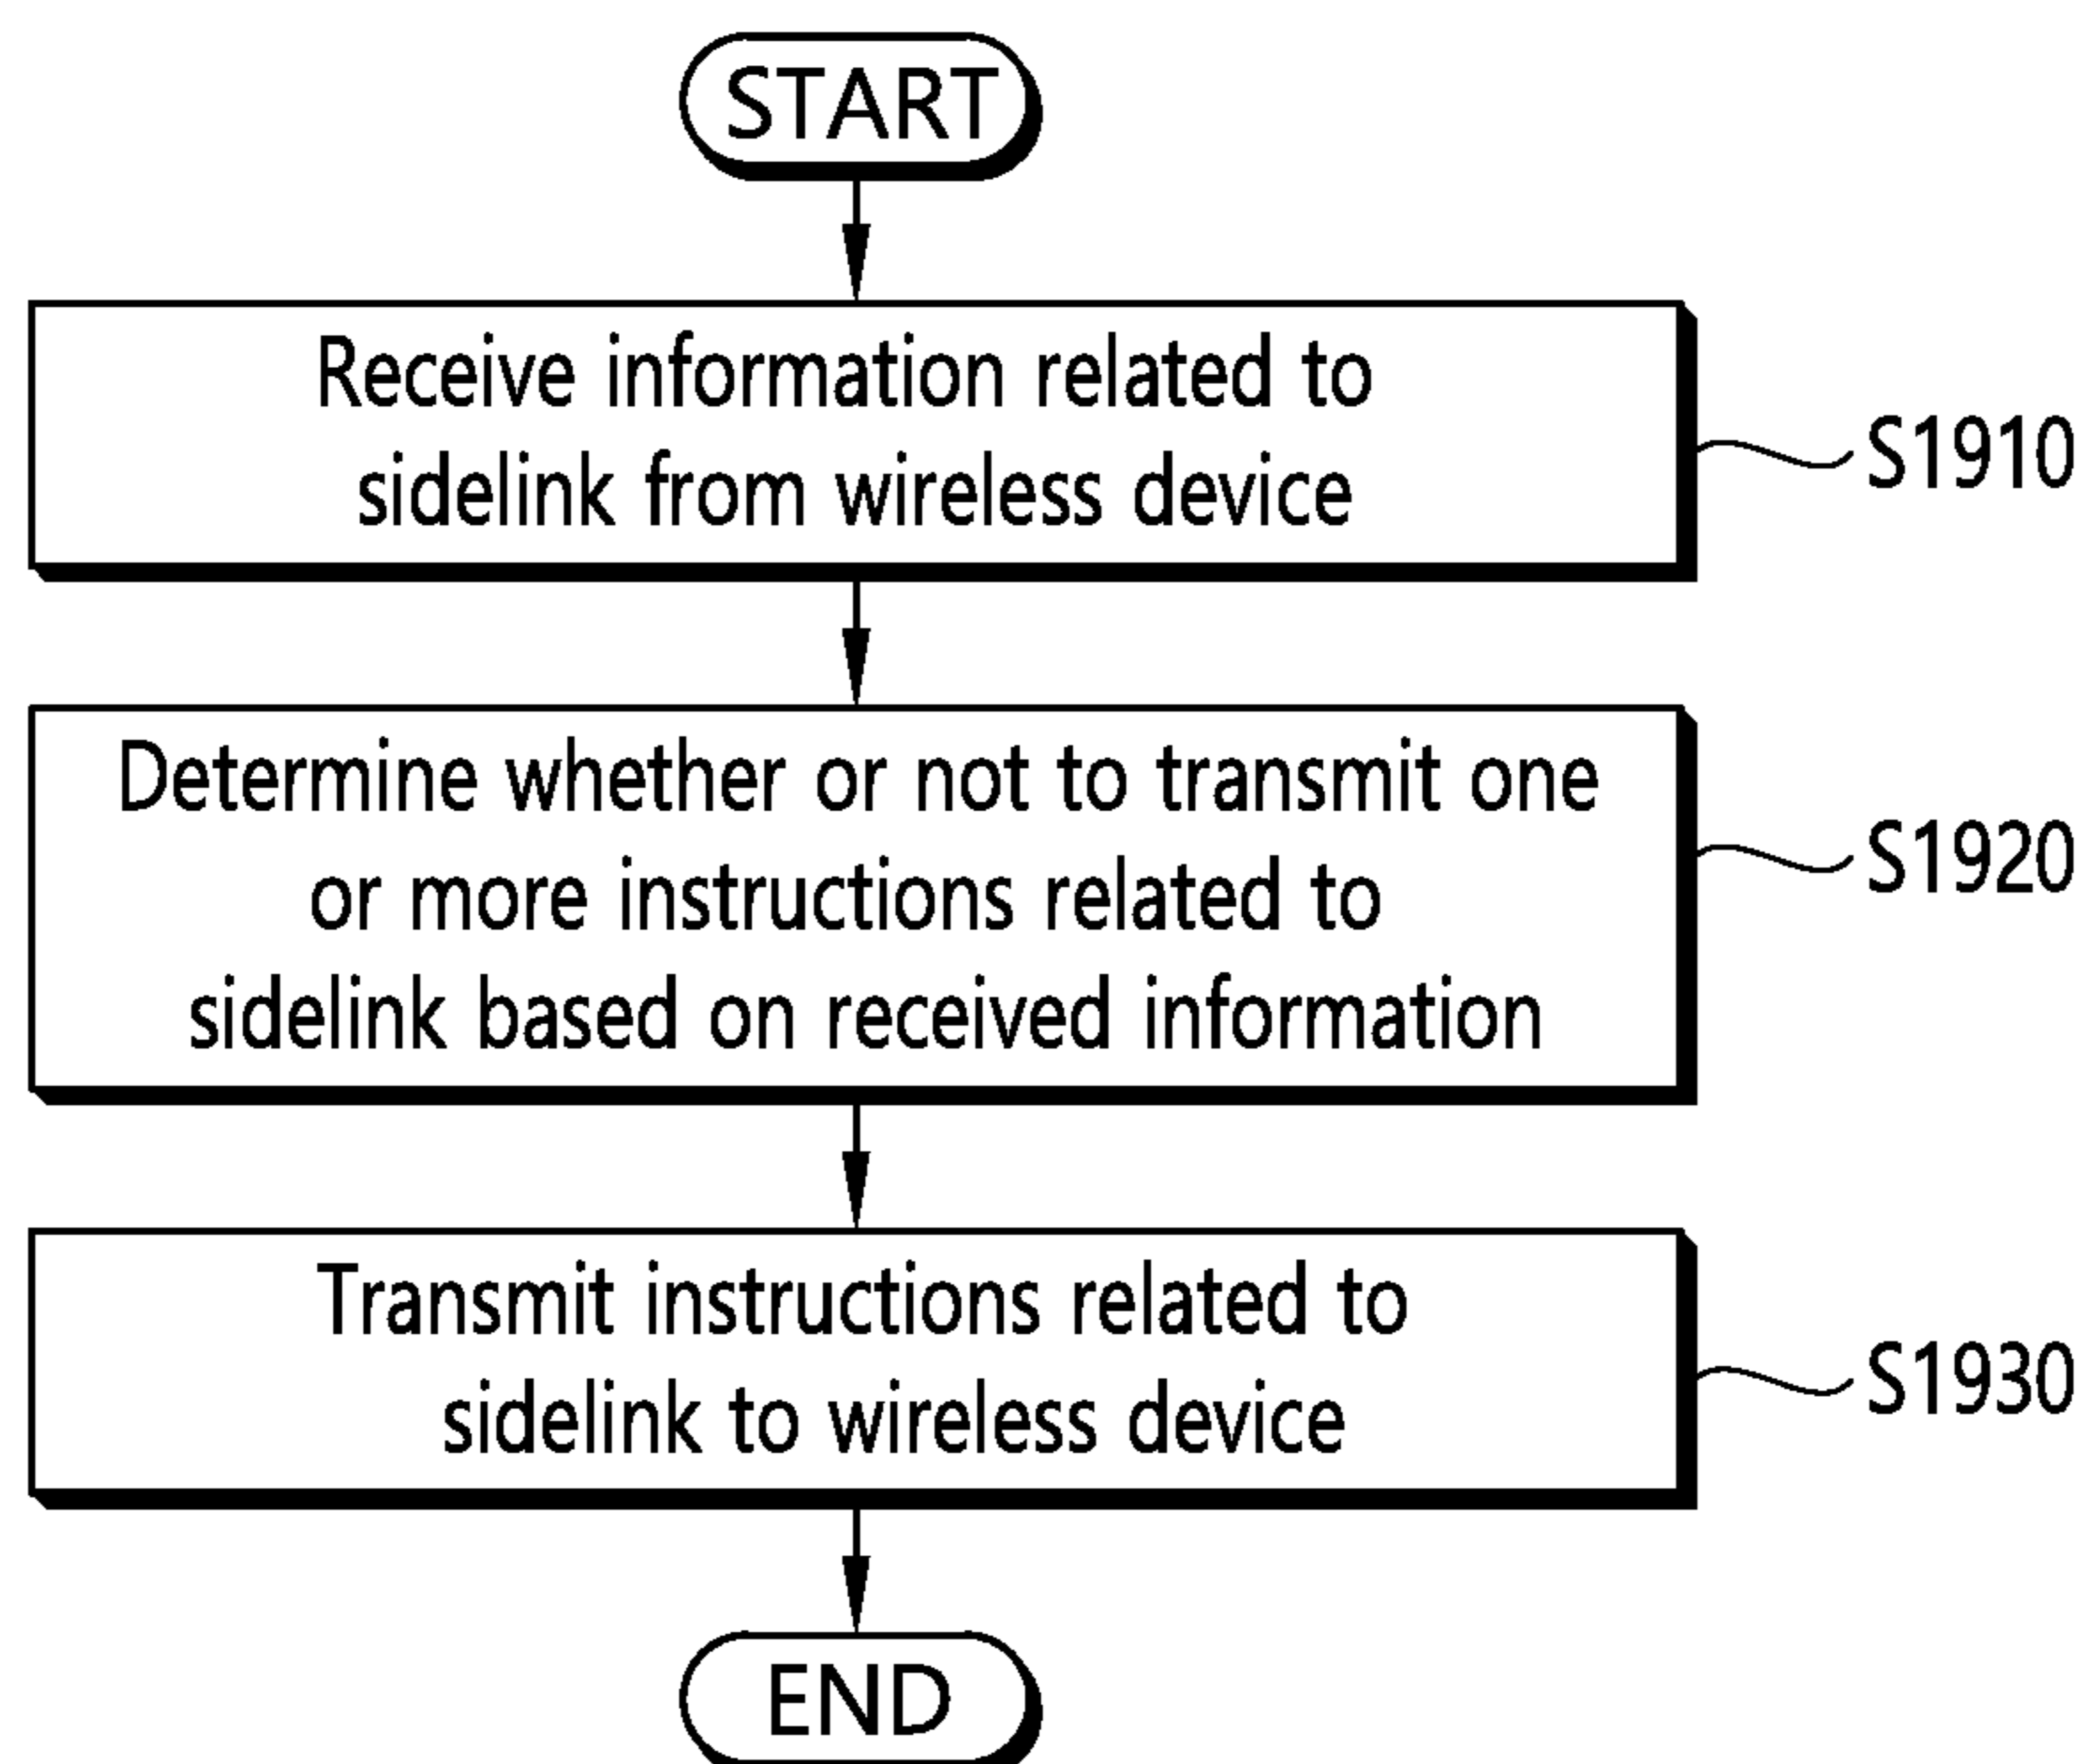 START
Receive information related to
sidelink from wireless device
S1910
Determine whether or not to transmit one
or more instructions related to
sidelink based on received information
S1920
Transmit instructions related to
sidelink to wireless device
S1930
END